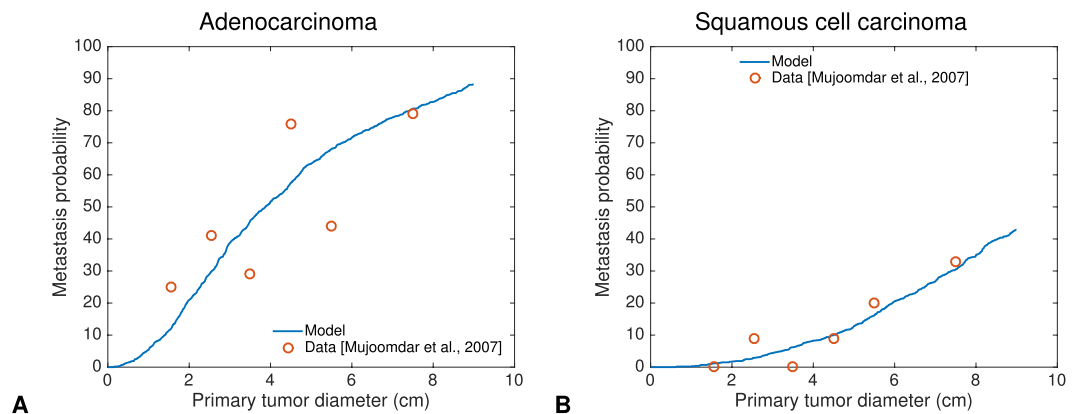 Adenocarcinoma
100
90
80
70
60
50
40
30
20
10
0
Metastasis probability
Model
Data [Mujoomdar et al., 2007]
0 2 4 6 8 10
Primary tumor diameter (cm)
A
Squamous cell carcinoma
100
90
80
70
60
50
40
30
20
10
0
Metastasis probability
Model
Data [Mujoomdar et al., 2007]
0 2 4 6 8 10
Primary tumor diameter (cm)
B